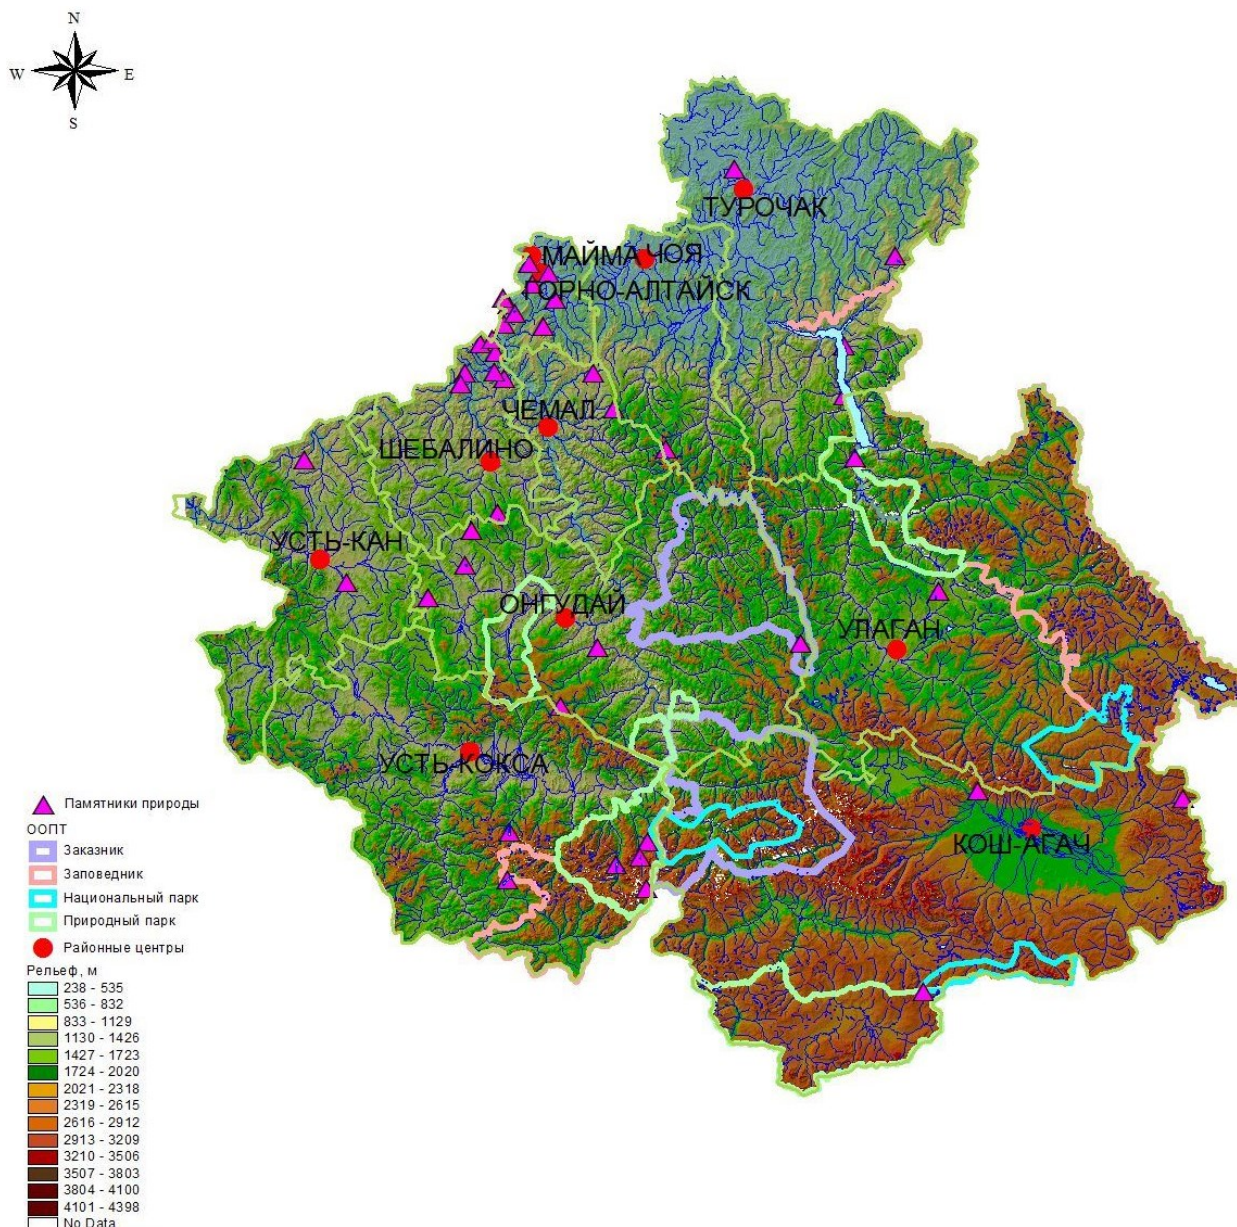 N
W
E
S
ТУРОЧАК
МАЙМА
ЧОЯ
ГОРНО-АЛТАЙСК
ЧЕМАЛ
ШЕБАЛИНО
УСТЬ-КАН
ОНГУДАЙ
УЛАГАН
УСТЬ-КОКСА
КОШ-АГАЧ
Памятники природы
ООПТ
Заказник
Заповедник
Национальный парк
Природный парк
Районные центры
Рельеф, м
238 - 535
536 - 832
833 - 1129
1130 - 1426
1427 - 1723
1724 - 2020
2021 - 2318
2319 - 2615
2616 - 2912
2913 - 3209
3210 - 3506
3507 - 3803
3804 - 4100
4101 - 4398
No Data